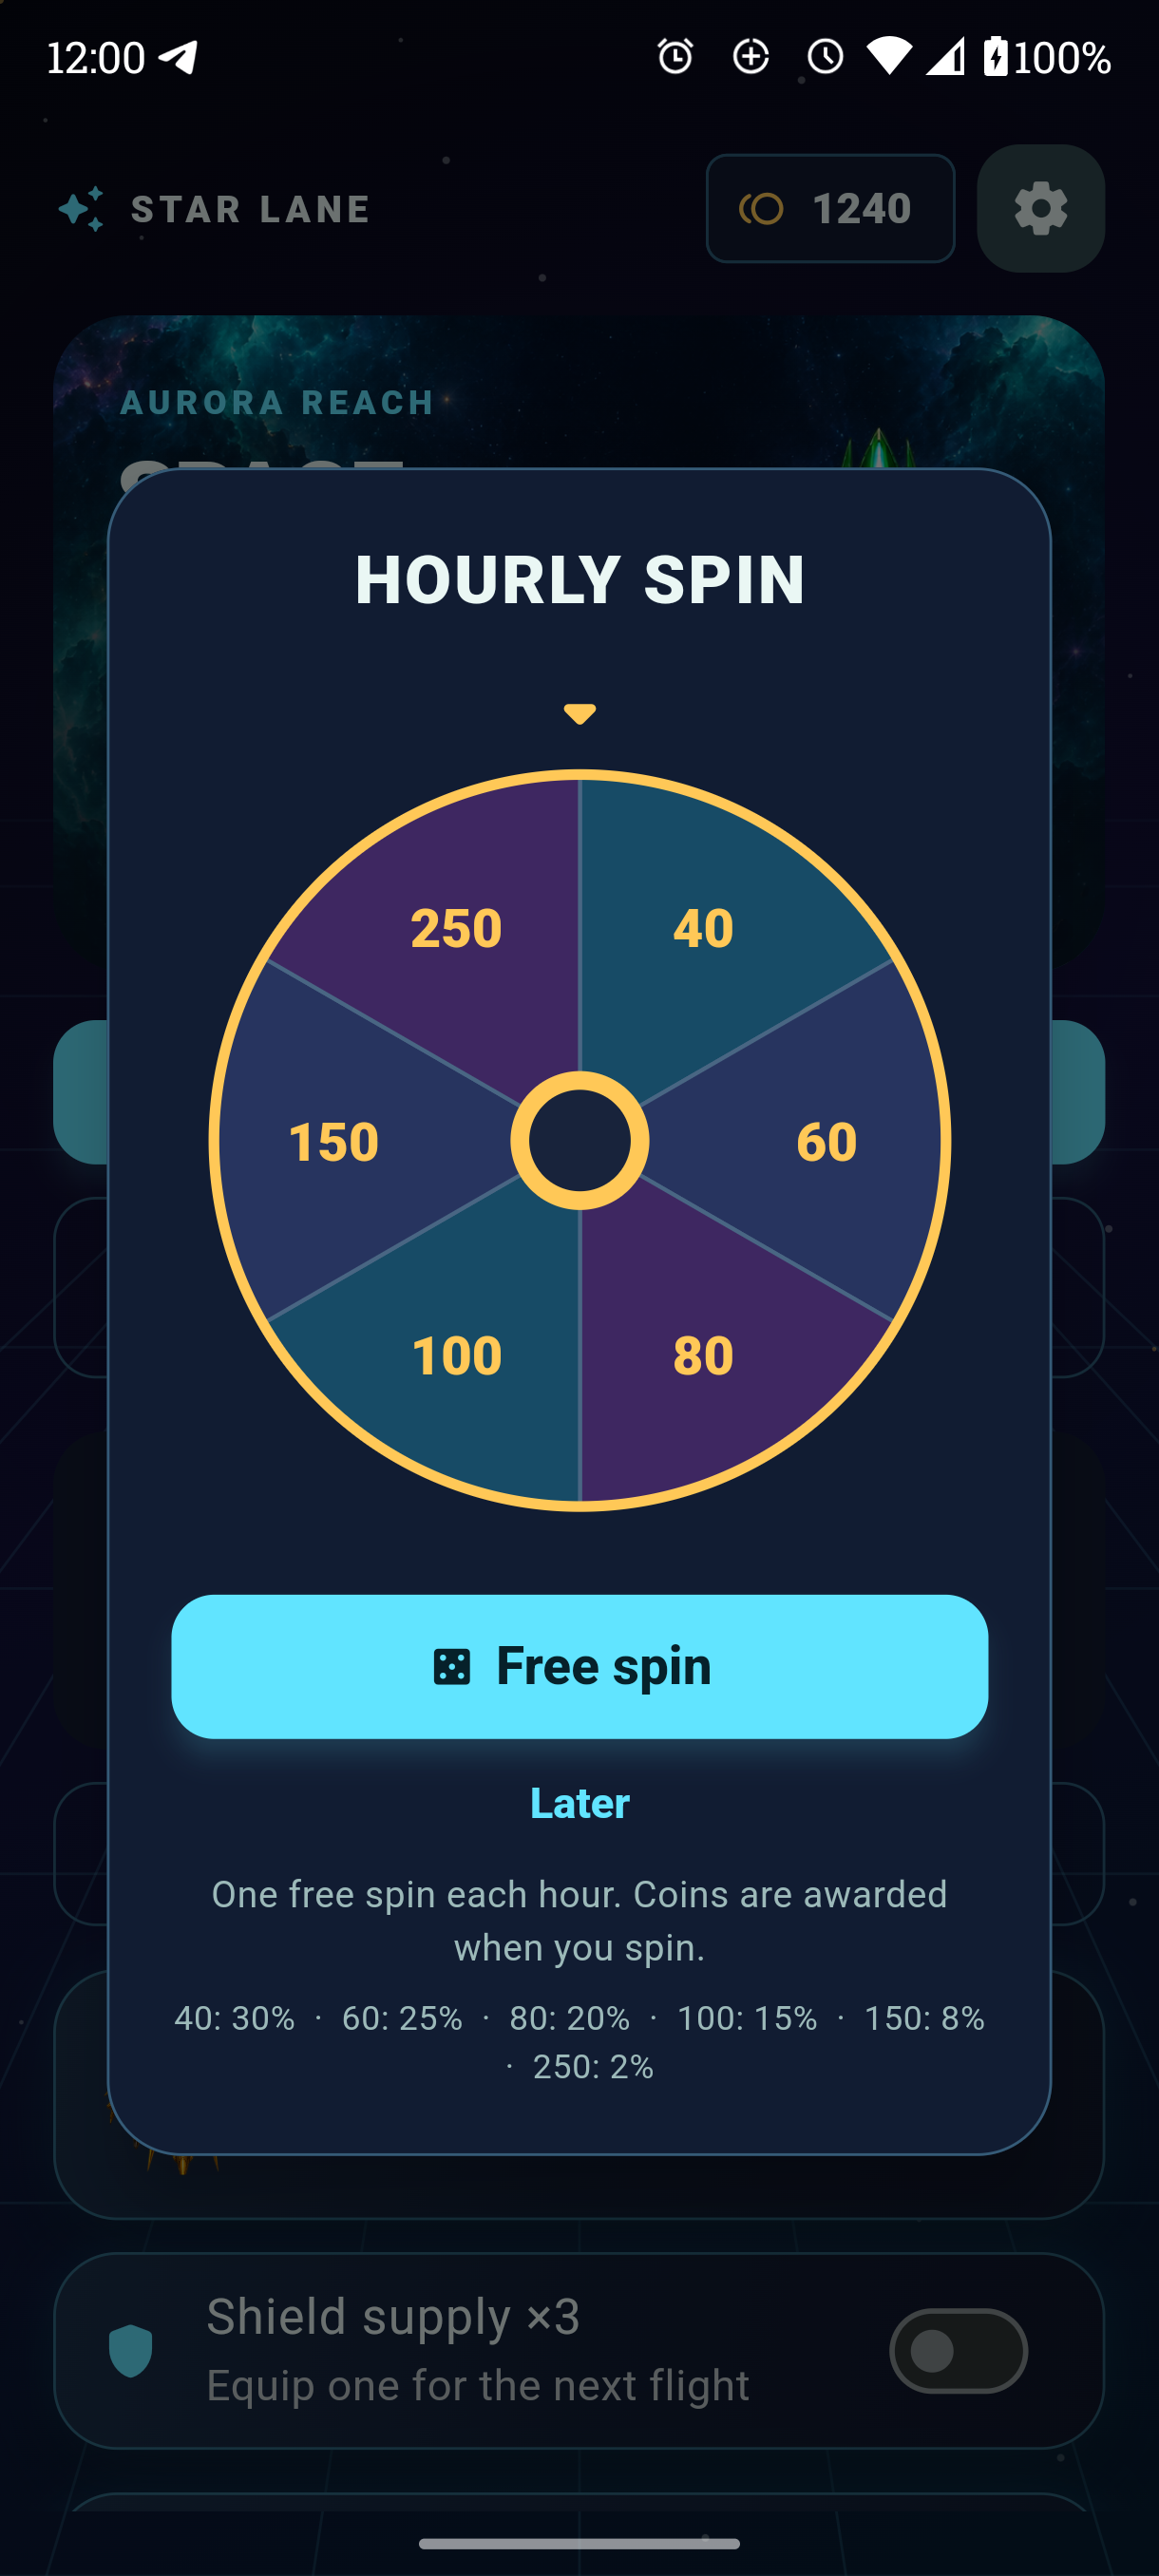 12:00
100%
STAR LANE
1240
AURORA REACH
HOURLY SPIN
250
40
150
60
100
80
Free spin
Later
One free spin each hour. Coins are awarded
when you spin.
40: 30% · 60: 25% · 80: 20% · 100: 15% · 150: 8%
· 250: 2%
Shield supply ×3
Equip one for the next flight